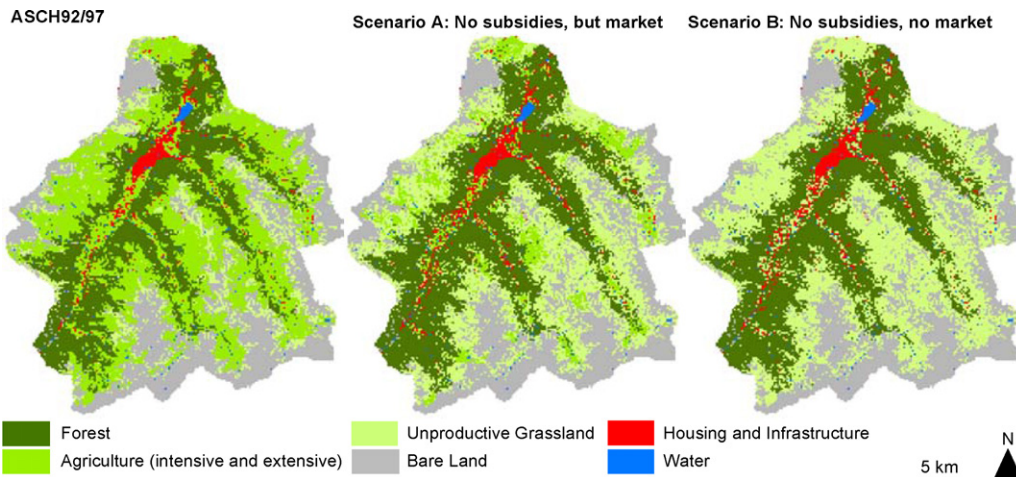 ASCH92/97
Scenario A: No subsidies, but market
Scenario B: No subsidies, no market
Forest
Unproductive Grassland
Housing and Infrastructure
Agriculture (intensive and extensive)
Bare Land
Water
5 km
N